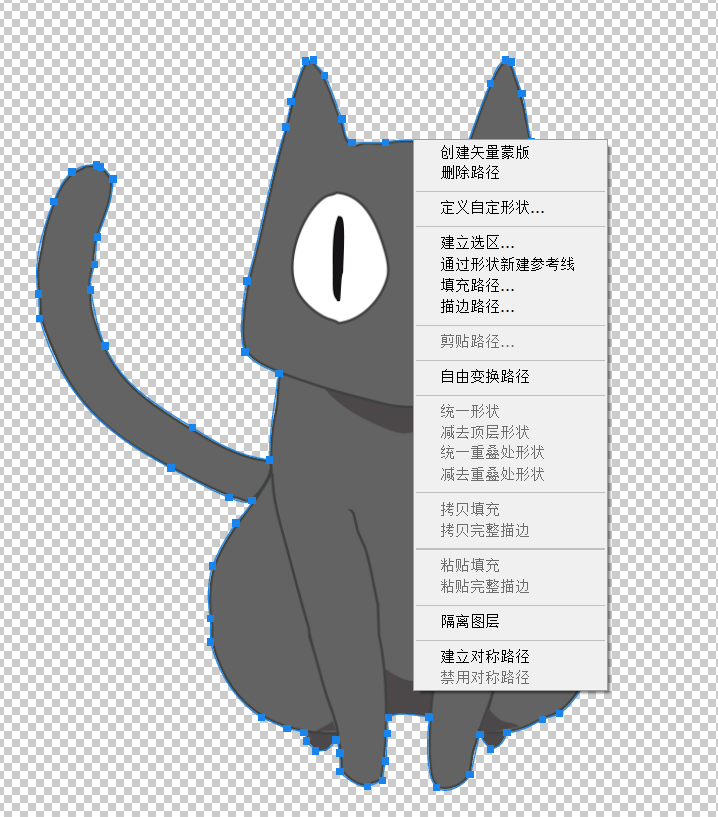 创建矢量蒙版
删除路径
定义自定形状...
建立选区...
通过形状新建参考线
填充路径...
描边路径...
剪贴路径...
自由变换路径
统一形状
减去顶层形状
统一重叠处形状
减去重叠处形状
拷贝填充
拷贝完整描边
粘贴填充
粘贴完整描边
隔离图层
建立对称路径
禁用对称路径